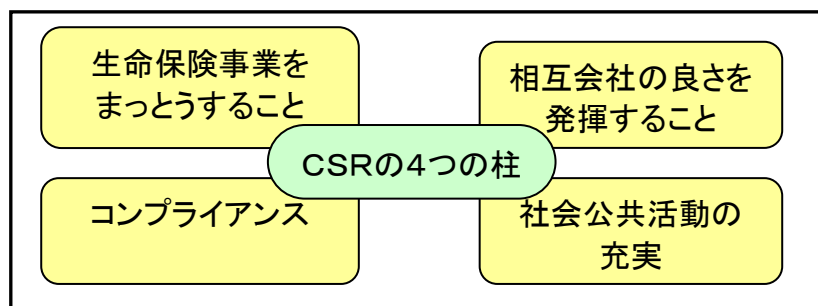 生命保険事業を
まっとうすること
相互会社の良さを
発揮すること
CSRの4つの柱
コンプライアンス
社会公共活動の
充実